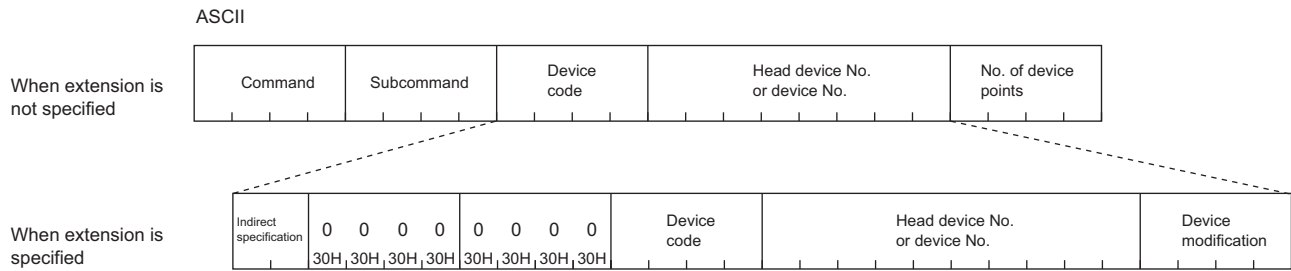 ASCII
When extension is
not specified
Command
Subcommand
Device
code
Head device No.
or device No.
No. of device
points
When extension is
specified
Indirect
specification
0 0 0 0 0 0 0 0
30H 30H 30H 30H 30H 30H 30H 30H
Device
code
Head device No.
or device No.
Device
modification